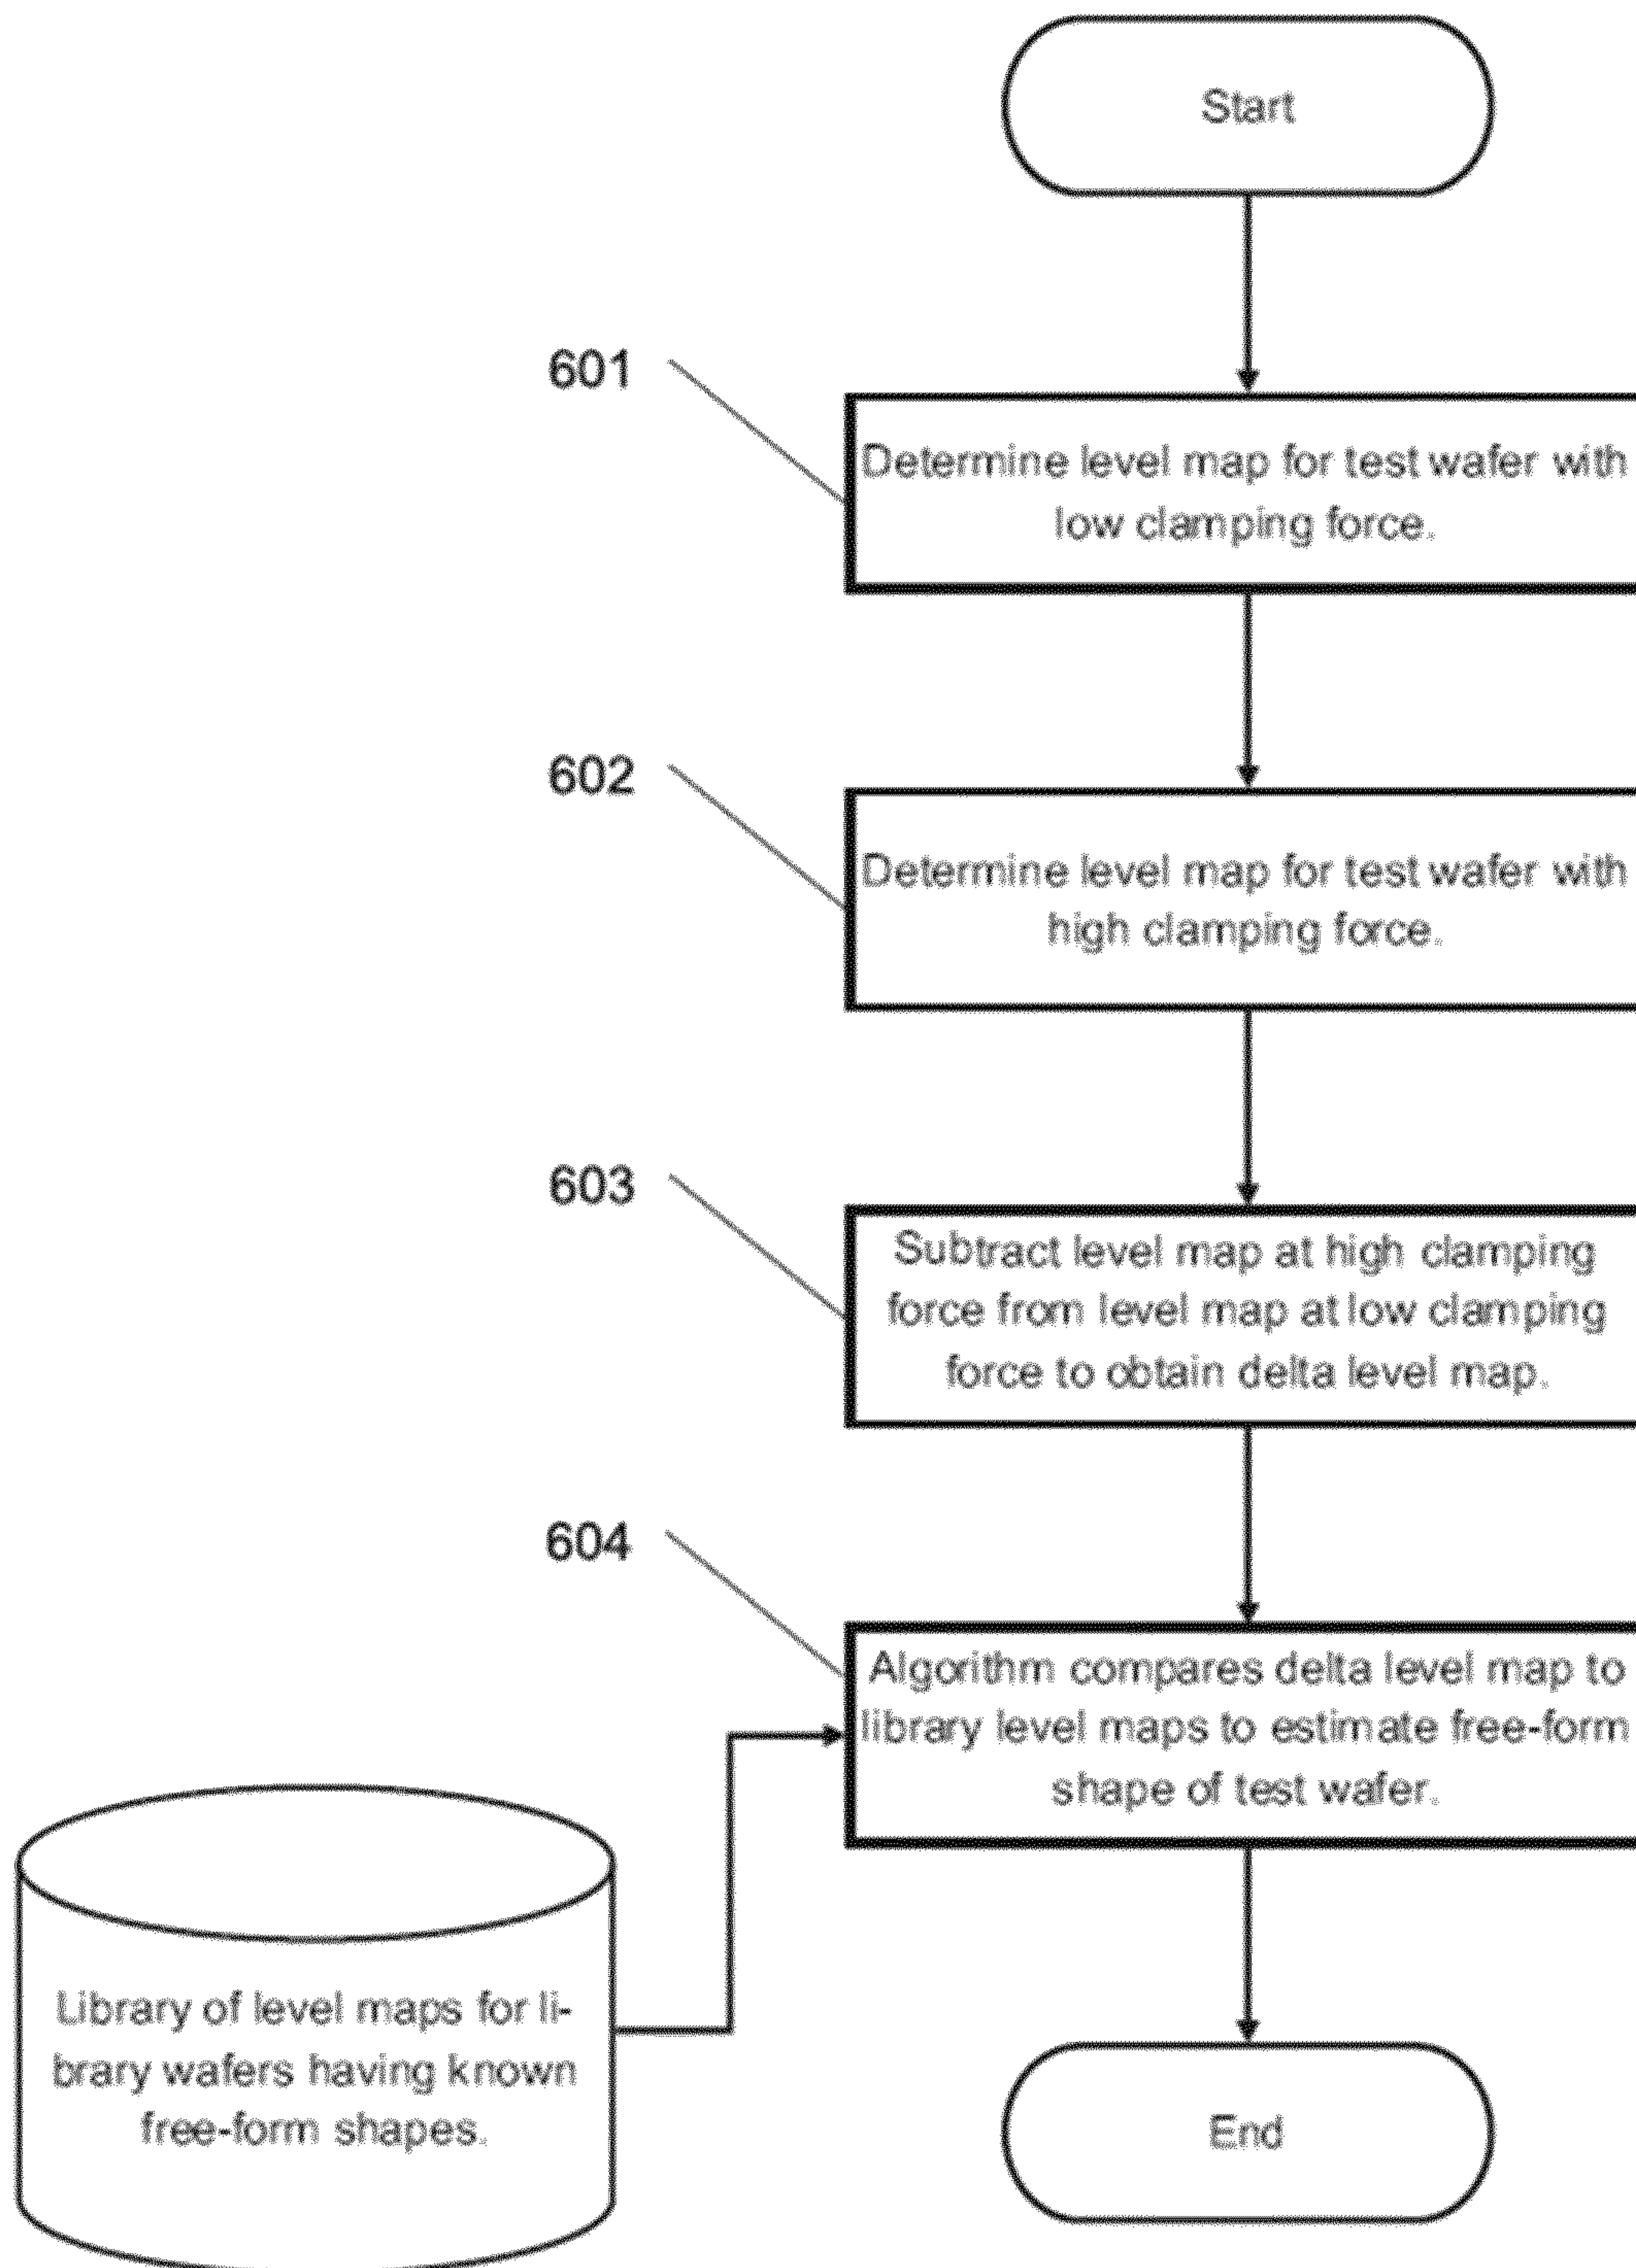 Start
601
Determine level map for test wafer with
low clamping force.
602
Determine level map for test wafer with
high clamping force.
603
Subtract level map at high clamping
force from level map at low clamping
force to obtain delta level map.
604
Algorithm compares delta level map to
library level maps to estimate free-form
shape of test wafer.
Library of level maps for li-
brary wafers having known
free-form shapes.
End